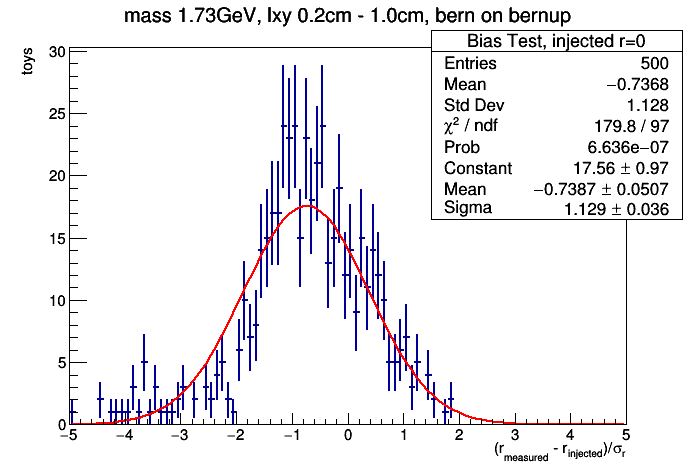 mass 1.73GeV, lxy 0.2cm - 1.0cm, bern on bernup
Bias Test, injected r=0
Entries 500
Mean −0.7368
Std Dev 1.128
χ² / ndf 179.8 / 97
Prob 6.636e−07
Constant 17.56 ± 0.97
Mean −0.7387 ± 0.0507
Sigma 1.129 ± 0.036
toys
30
25
20
15
10
5
0
−5 −4 −3 −2 −1 0 1 2 3 4 5
(r_measured - r_injected)/σ_r